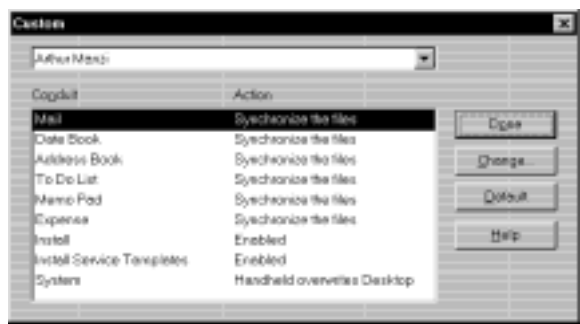 Custom
Arthur Manzi
Conduit Action
Mail Synchronize the files
Date Book Synchronize the files
Address Book Synchronize the files
To Do List Synchronize the files
Memo Pad Synchronize the files
Expense Synchronize the files
Install Enabled
Install Service Templates Enabled
System Handheld overwrites Desktop
Done
Change...
Default
Help